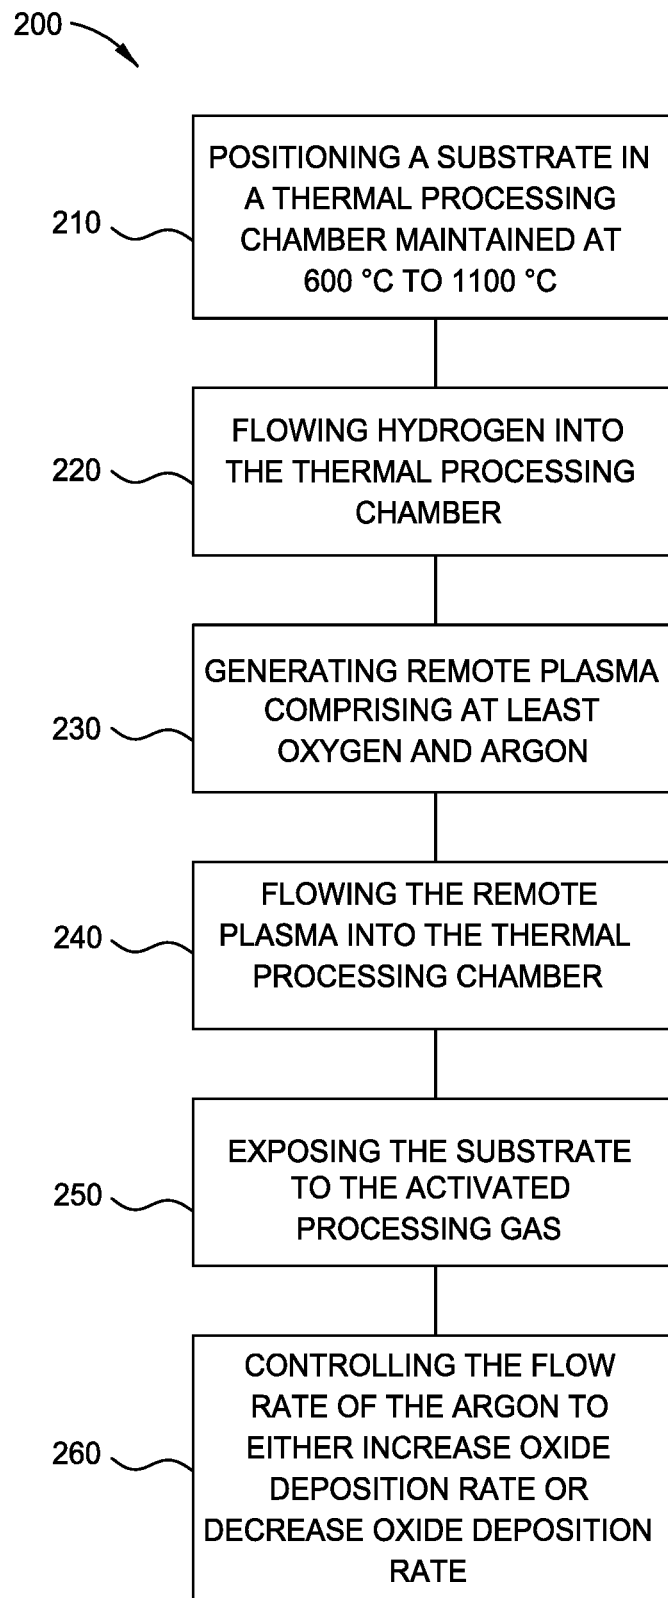 200
210
POSITIONING A SUBSTRATE IN
A THERMAL PROCESSING
CHAMBER MAINTAINED AT
600 °C TO 1100 °C
220
FLOWING HYDROGEN INTO
THE THERMAL PROCESSING
CHAMBER
230
GENERATING REMOTE PLASMA
COMPRISING AT LEAST
OXYGEN AND ARGON
240
FLOWING THE REMOTE
PLASMA INTO THE THERMAL
PROCESSING CHAMBER
250
EXPOSING THE SUBSTRATE
TO THE ACTIVATED
PROCESSING GAS
260
CONTROLLING THE FLOW
RATE OF THE ARGON TO
EITHER INCREASE OXIDE
DEPOSITION RATE OR
DECREASE OXIDE DEPOSITION
RATE